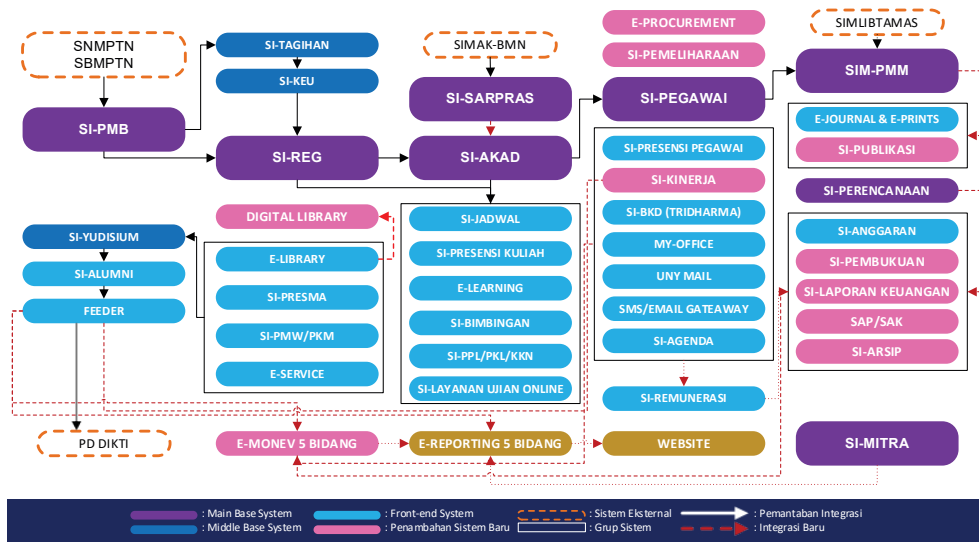 SNMPTN
SBMPTN
SI-TAGIHAN
SI-KEU
SIMAK-BMN
E-PROCUREMENT
SI-PEMELIHARAAN
SIMLIBTAMAS
SI-PMB
SI-REG
SI-SARPRAS
SI-AKAD
SI-PEGAWAI
SIM-PMM
E-JOURNAL & E-PRINTS
SI-PUBLIKASI
SI-PERENCANAAN
SI-YUDISIUM
SI-ALUMNI
FEEDER
DIGITAL LIBRARY
E-LIBRARY
SI-PRESMA
SI-PMW/PKM
E-SERVICE
SI-JADWAL
SI-PRESENSI KULIAH
E-LEARNING
SI-BIMBINGAN
SI-PPL/PKL/KKN
SI-LAYANAN UJIAN ONLINE
SI-PRESENSI PEGAWAI
SI-KINERJA
SI-BKD (TRIDHARMA)
MY-OFFICE
UNY MAIL
SMS/EMAIL GATEAWAY
SI-AGENDA
SI-REMUNERASI
SI-ANGGARAN
SI-PEMBUKUAN
SI-LAPORAN KEUANGAN
SAP/SAK
SI-ARSIP
PD DIKTI
E-MONEV 5 BIDANG
E-REPORTING 5 BIDANG
WEBSITE
SI-MITRA
: Main Base System
: Front-end System
: Sistem Eksternal
: Pemantaban Integrasi
: Middle Base System
: Penambahan Sistem Baru
: Grup Sistem
: Integrasi Baru